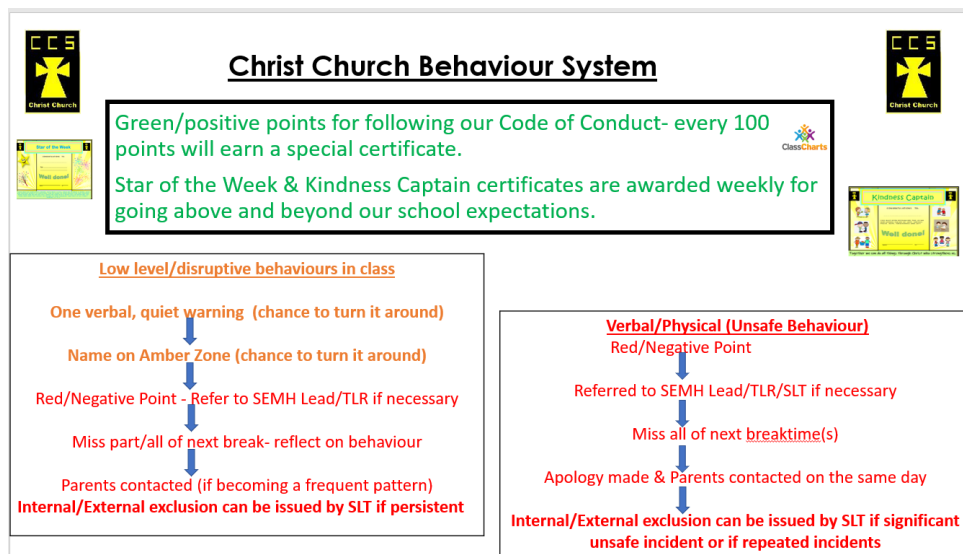 CCS
Christ Church
Christ Church Behaviour System
CCS
Christ Church
Green/positive points for following our Code of Conduct- every 100
points will earn a special certificate.
ClassCharts
Star of the Week & Kindness Captain certificates are awarded weekly for
going above and beyond our school expectations.
Star of the Week
Well done!
Kindness Captain
Well done!
Low level/disruptive behaviours in class
One verbal, quiet warning (chance to turn it around)
Name on Amber Zone (chance to turn it around)
Red/Negative Point - Refer to SEMH Lead/TLR if necessary
Miss part/all of next break- reflect on behaviour
Parents contacted (if becoming a frequent pattern)
Internal/External exclusion can be issued by SLT if persistent
Verbal/Physical (Unsafe Behaviour)
Red/Negative Point
Referred to SEMH Lead/TLR/SLT if necessary
Miss all of next breaktime(s)
Apology made & Parents contacted on the same day
Internal/External exclusion can be issued by SLT if significant
unsafe incident or if repeated incidents